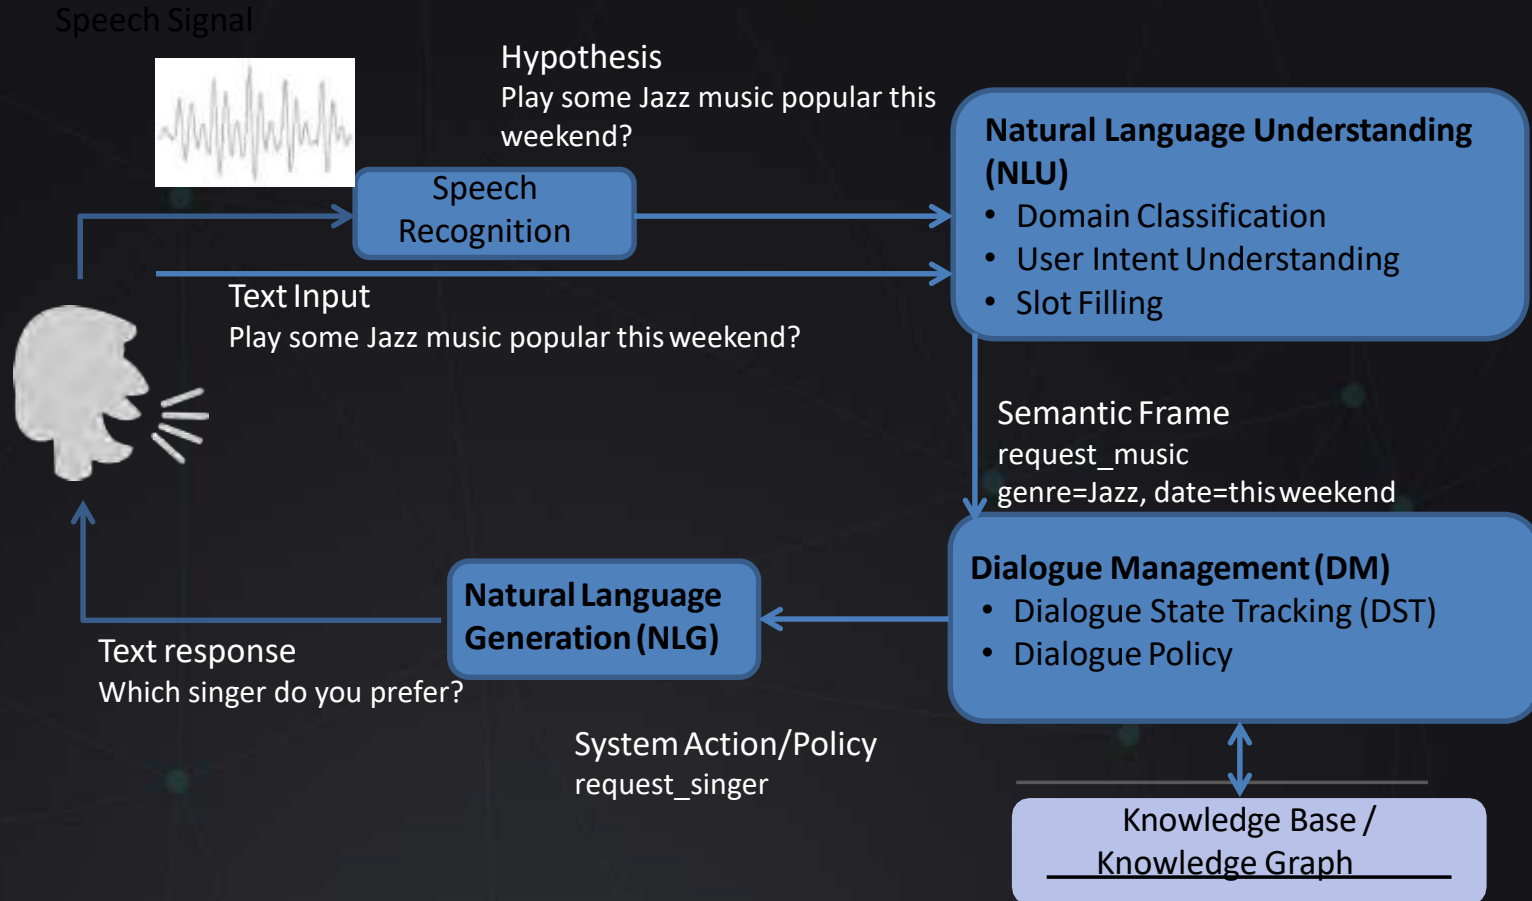 Speech Signal
Hypothesis
Play some Jazz music popular this
weekend?
Speech
Recognition
Text Input
Play some Jazz music popular this weekend?
Natural Language Understanding
(NLU)
• Domain Classification
• User Intent Understanding
• Slot Filling
Semantic Frame
request_music
genre=Jazz, date=this weekend
Dialogue Management (DM)
• Dialogue State Tracking (DST)
• Dialogue Policy
Natural Language
Generation (NLG)
Text response
Which singer do you prefer?
System Action/Policy
request_singer
Knowledge Base /
Knowledge Graph